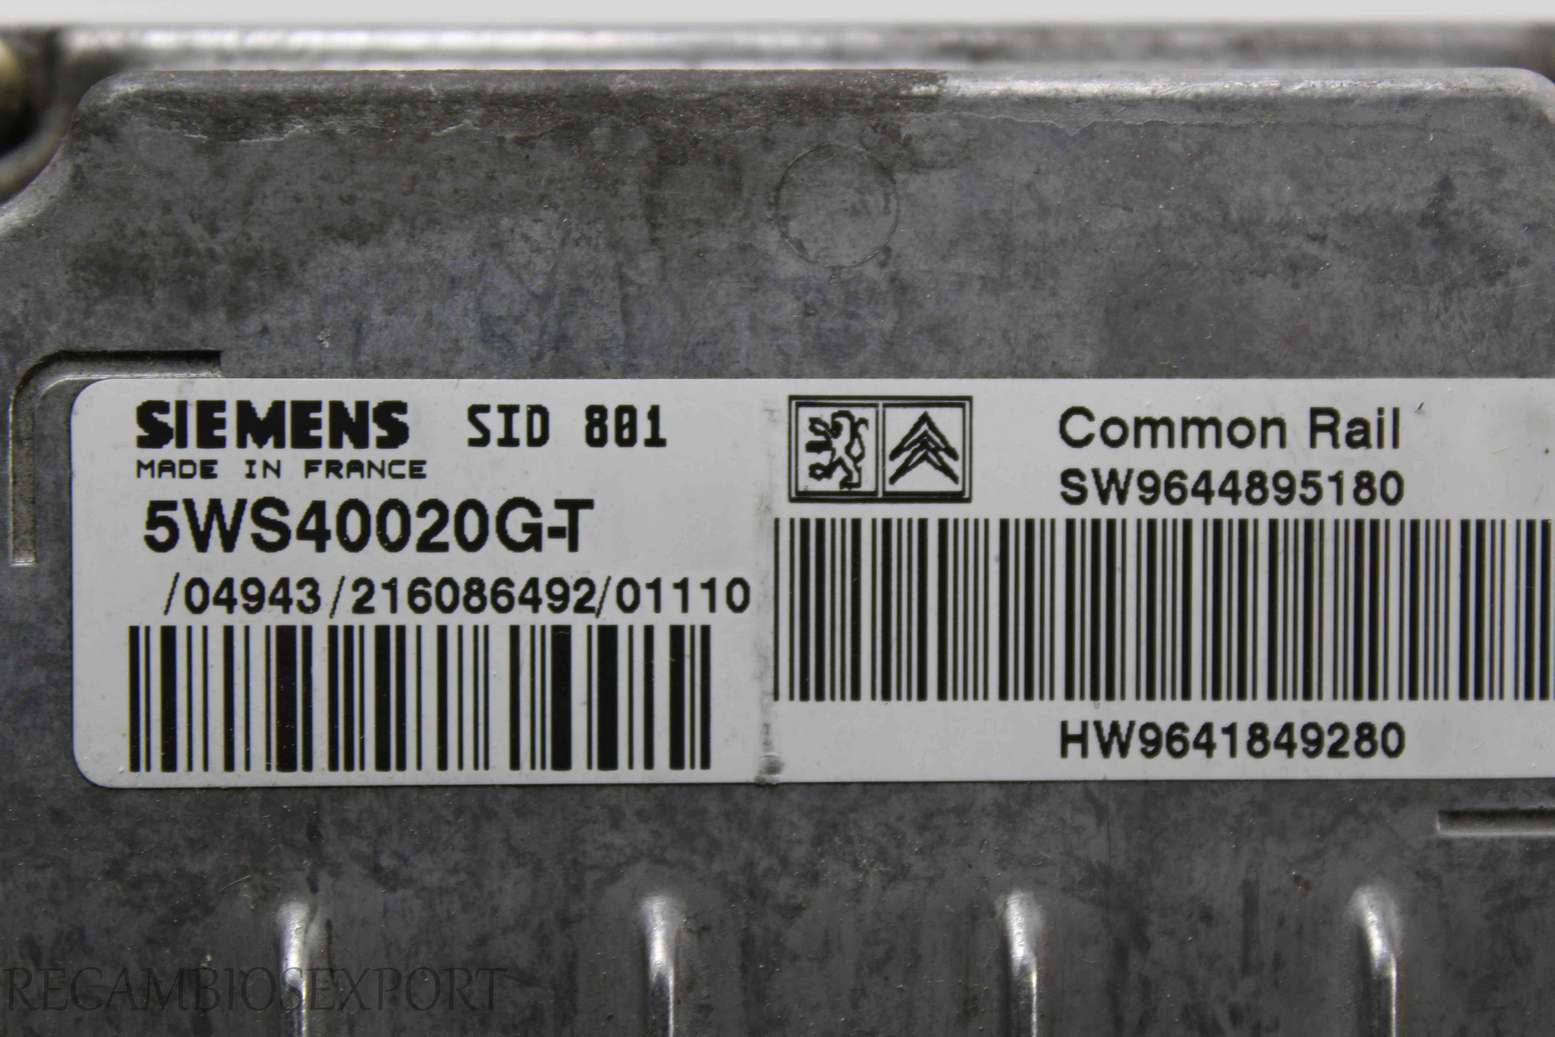 SIEMENS SID 801
MADE IN FRANCE
5WS40020G-T
/04943/216086492/01110
Common Rail
SW9644895180
HW9641849280
RECAMBIOSEXPORT